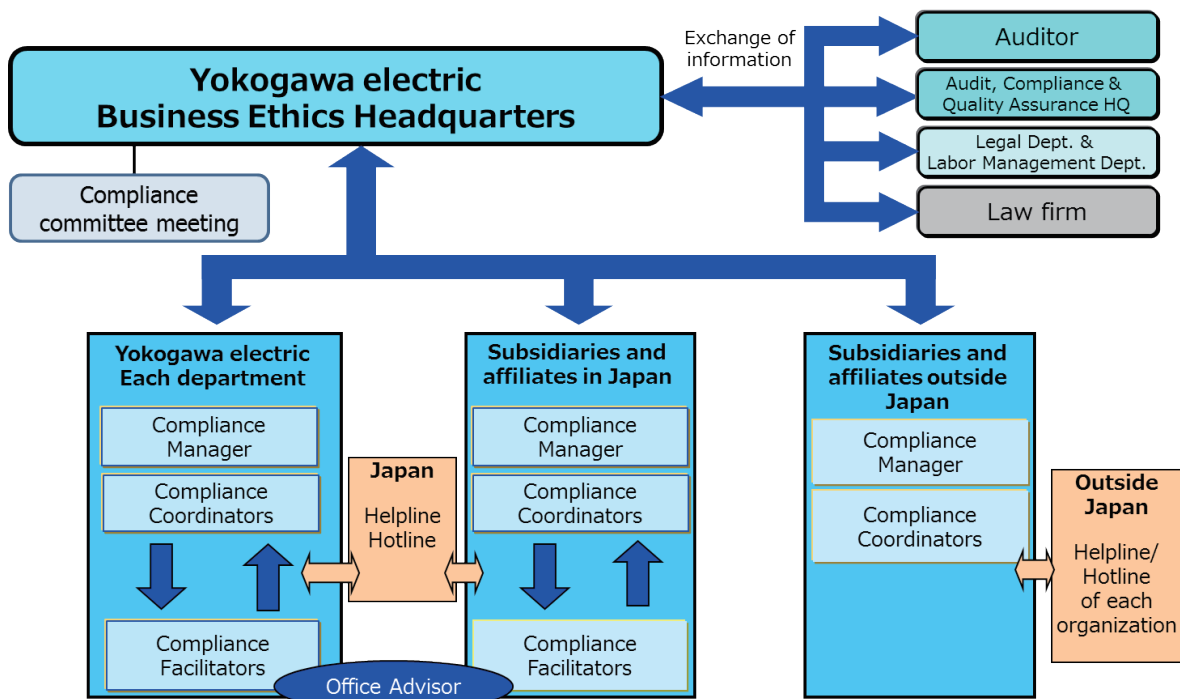 Yokogawa electric
Business Ethics Headquarters
Compliance
committee meeting
Exchange of
information
Auditor
Audit, Compliance &
Quality Assurance HQ
Legal Dept. &
Labor Management Dept.
Law firm
Yokogawa electric
Each department
Compliance
Manager
Compliance
Coordinators
Compliance
Facilitators
Japan
Helpline
Hotline
Subsidiaries and
affiliates in Japan
Compliance
Manager
Compliance
Coordinators
Compliance
Facilitators
Office Advisor
Subsidiaries and
affiliates outside
Japan
Compliance
Manager
Compliance
Coordinators
Outside
Japan
Helpline/
Hotline
of each
organization